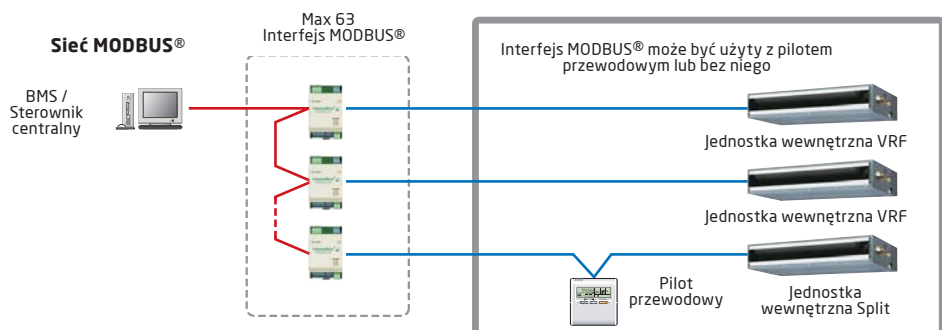 Sieć MODBUS®
BMS /
Sterownik
centralny
Max 63
Interfejs MODBUS®
Interfejs MODBUS® może być użyty z pilotem
przewodowym lub bez niego
Jednostka wewnętrzna VRF
Jednostka wewnętrzna VRF
Pilot
przewodowy
Jednostka
wewnętrzna Split